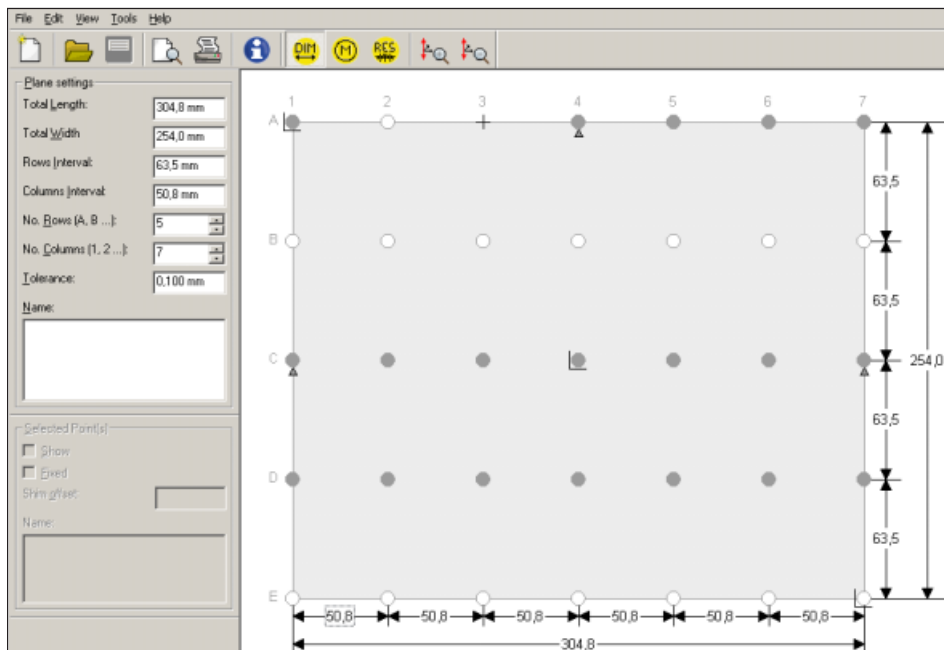 File Edit View Tools Help
DIM M RES
Plane settings
Total Length: 304,8 mm
Total Width 254,0 mm
Rows Interval: 63,5 mm
Columns Interval: 50,8 mm
No. Rows (A, B ...): 5
No. Columns (1, 2 ...): 7
Tolerance: 0,100 mm
Name:
Selected Point(s)
Show
Fixed
Shim offset:
Name:
1 2 3 4 5 6 7
A
63,5
B
63,5
C
254,0
63,5
D
63,5
E
50,8 50,8 50,8 50,8 50,8 50,8
304,8